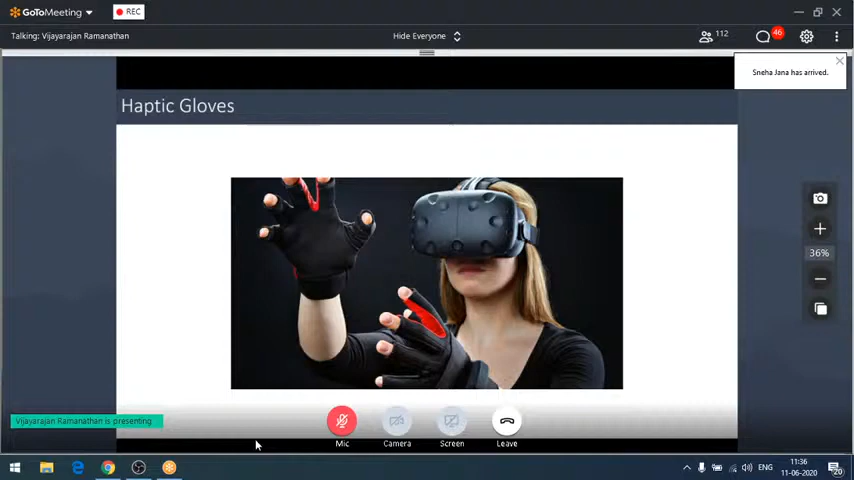 GoToMeeting
REC
Talking: Vijayarajan Ramanathan
Hide Everyone
112
46
Sneha Jana has arrived.
Haptic Gloves
36%
Vijayarajan Ramanathan is presenting
Mic
Camera
Screen
Leave
ENG
11:36
11-06-2020
20